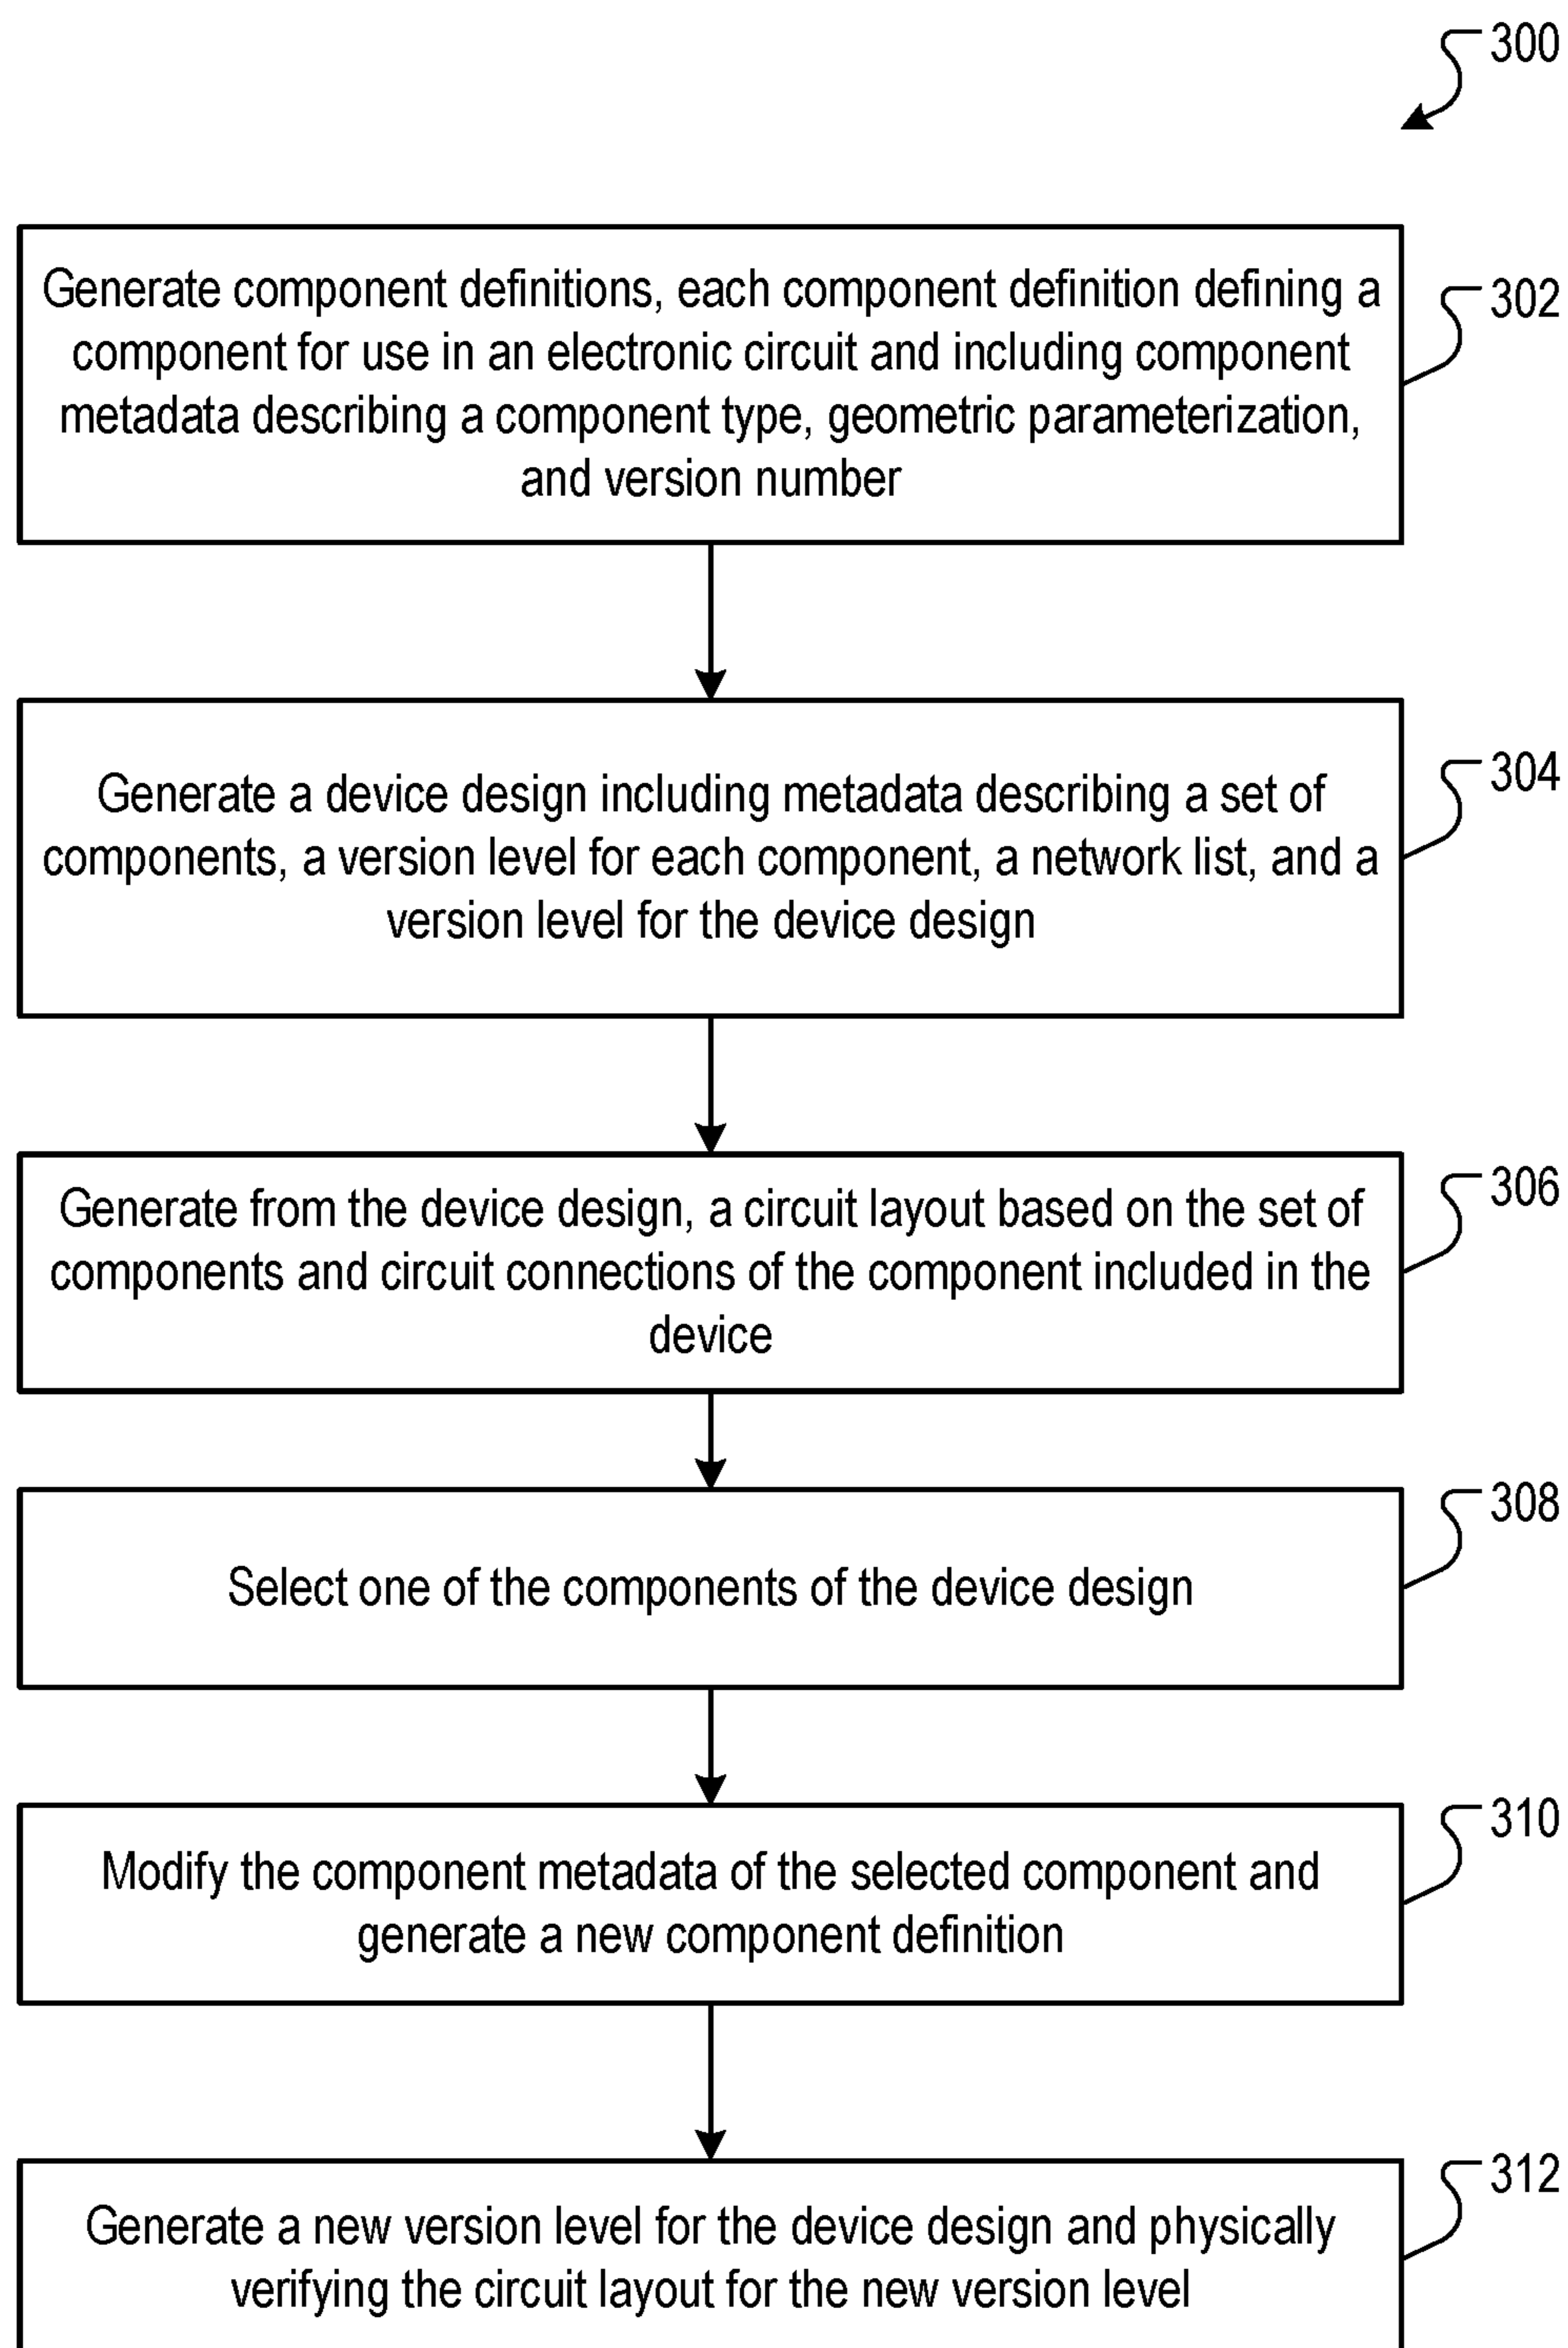 300
Generate component definitions, each component definition defining a
component for use in an electronic circuit and including component
metadata describing a component type, geometric parameterization,
and version number
302
Generate a device design including metadata describing a set of
components, a version level for each component, a network list, and a
version level for the device design
304
Generate from the device design, a circuit layout based on the set of
components and circuit connections of the component included in the
device
306
Select one of the components of the device design
308
Modify the component metadata of the selected component and
generate a new component definition
310
Generate a new version level for the device design and physically
verifying the circuit layout for the new version level
312